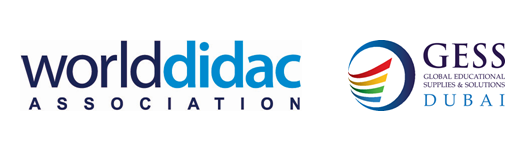 worlddidac
ASSOCIATION
GESS
GLOBAL EDUCATIONAL
SUPPLIES & SOLUTIONS
DUBAI